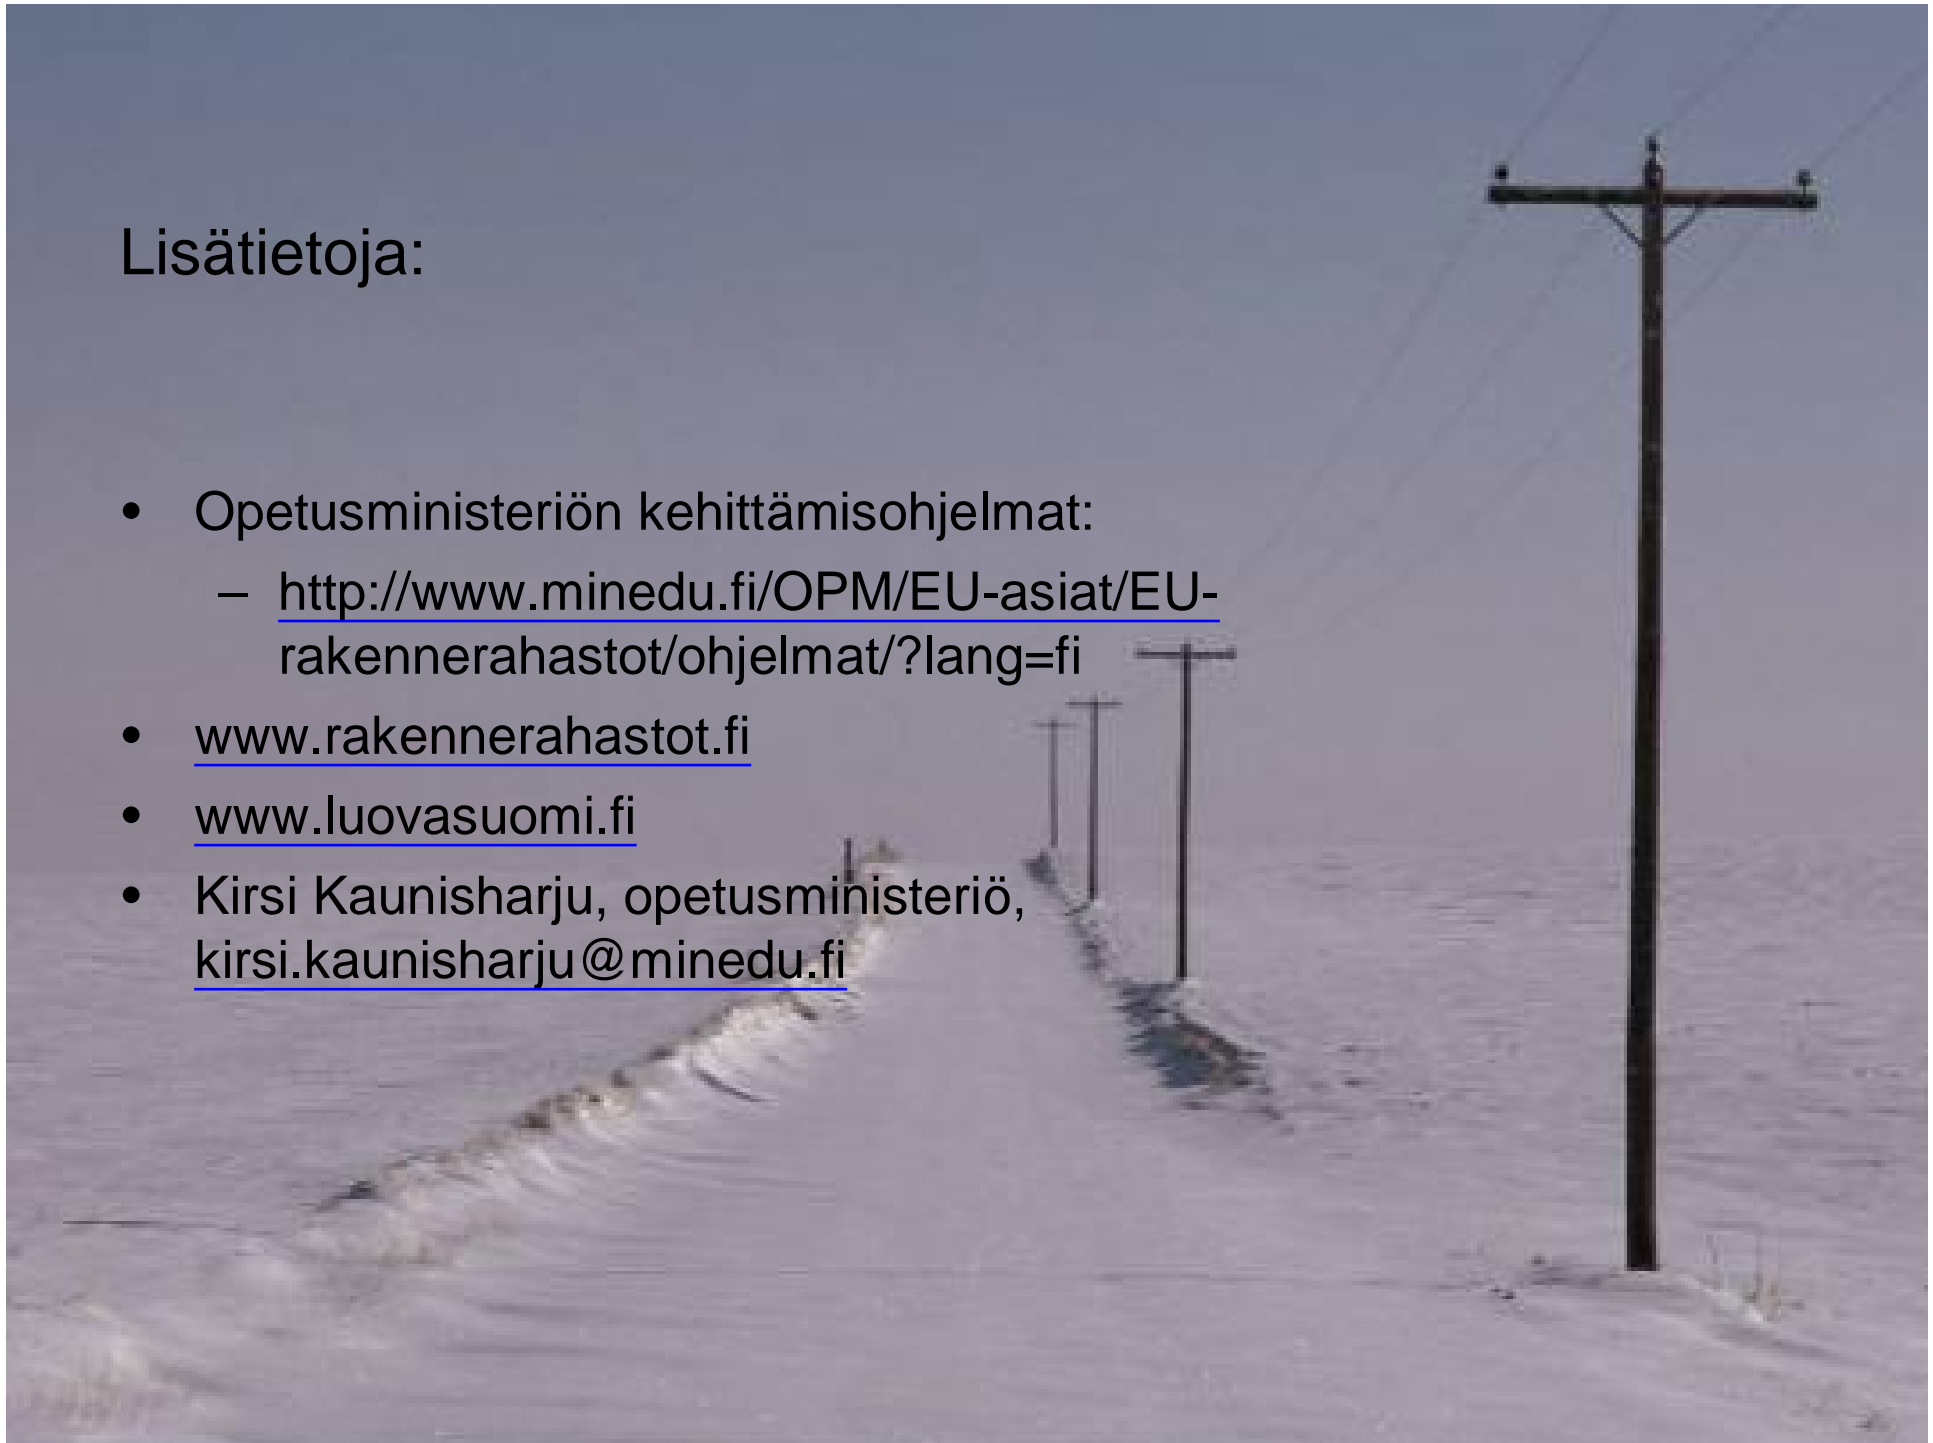 Lisätietoja:
• Opetusministeriön kehittämisohjelmat:
– http://www.minedu.fi/OPM/EU-asiat/EU-
rakennerahastot/ohjelmat/?lang=fi
• www.rakennerahastot.fi
• www.luovasuomi.fi
• Kirsi Kaunisharju, opetusministeriö,
kirsi.kaunisharju@minedu.fi